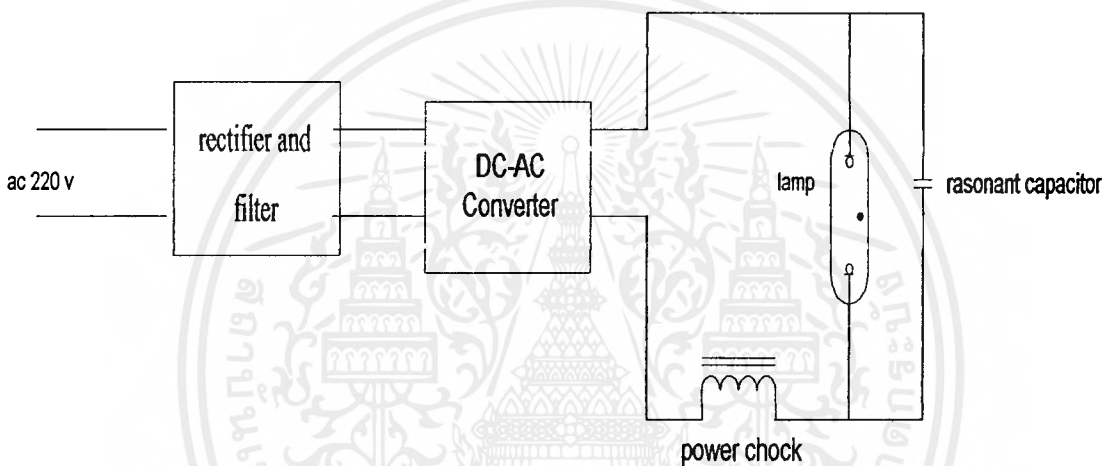 ac 220 v
rectifier and
filter
DC-AC
Converter
lamp
rasonant capacitor
power chock